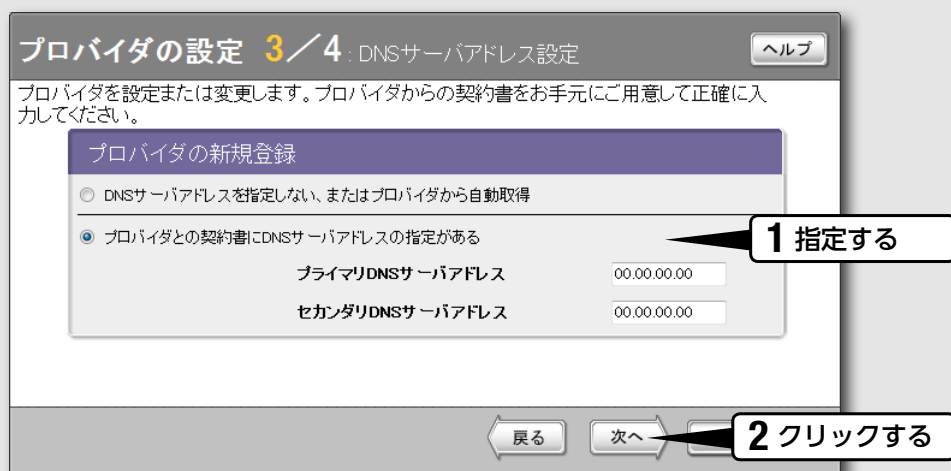 プロバイダの設定 3／4 : DNSサーバアドレス設定
ヘルプ
プロバイダを設定または変更します。プロバイダからの契約書をお手元にご用意して正確に入
力してください。
プロバイダの新規登録
DNSサーバアドレスを指定しない、またはプロバイダから自動取得
プロバイダとの契約書にDNSサーバアドレスの指定がある
1 指定する
プライマリDNSサーバアドレス 00.00.00.00
セカンダリDNSサーバアドレス 00.00.00.00
戻る
次へ
2 クリックする